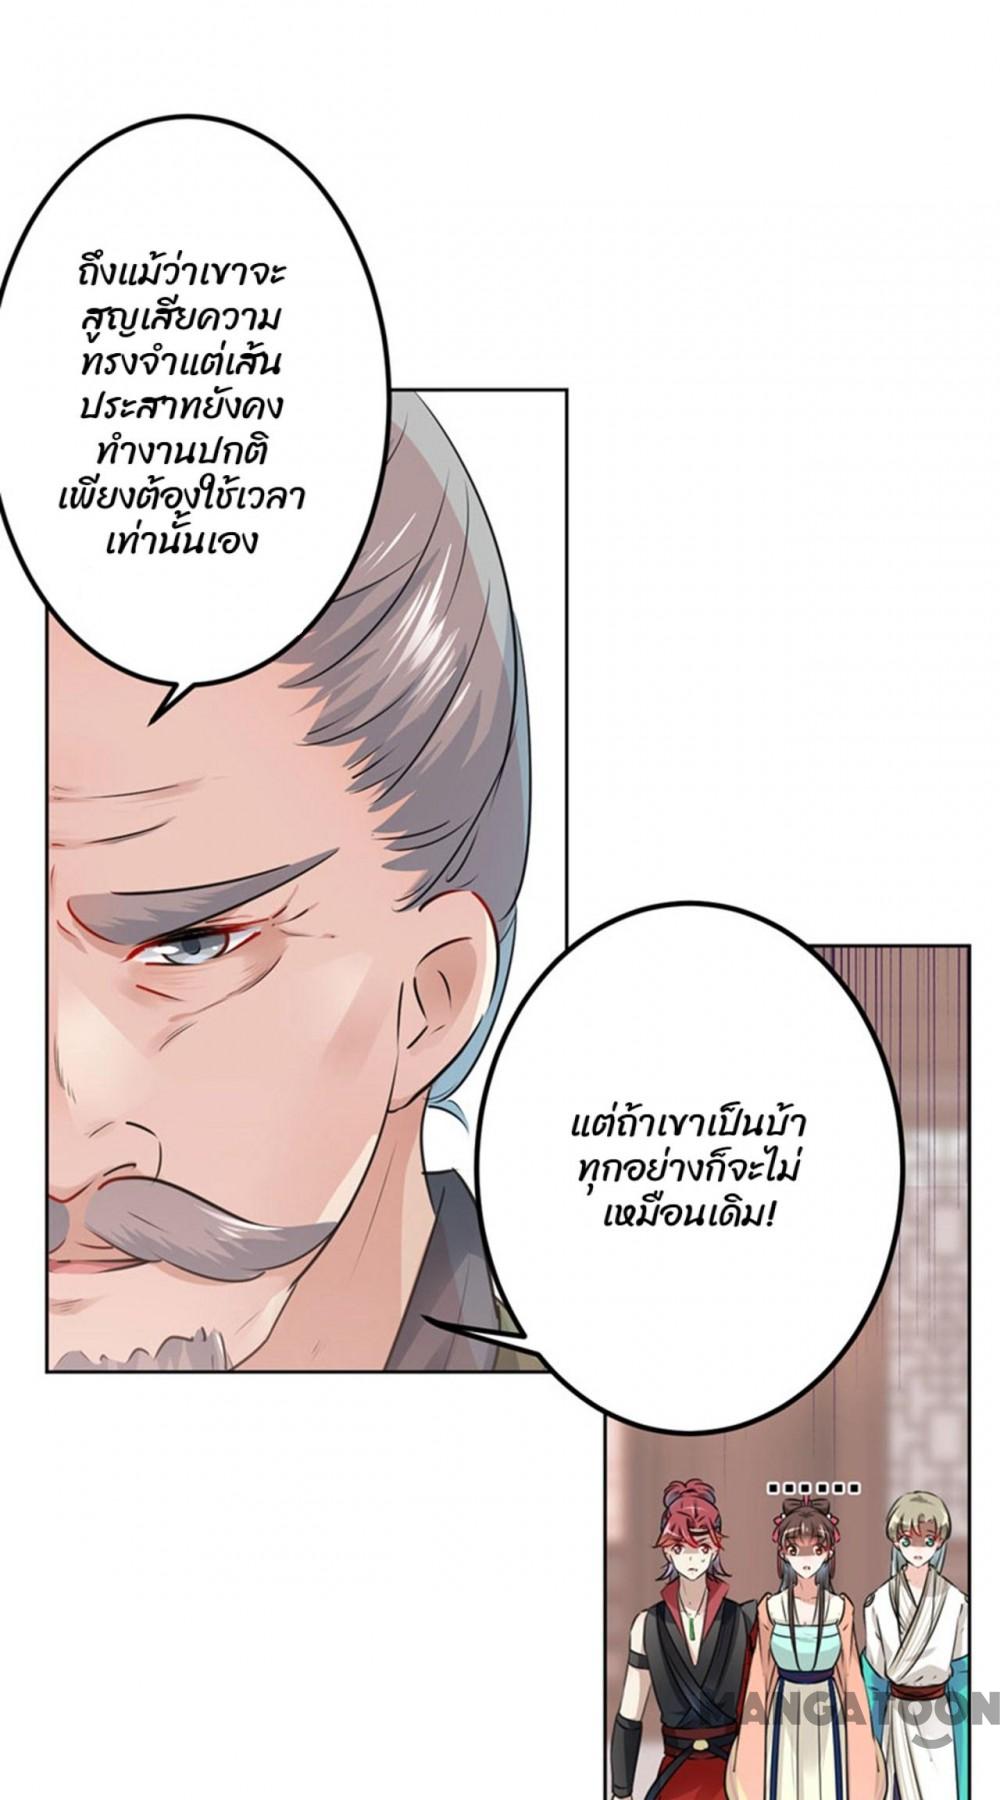 ถึงแม้ว่าเขาจะ
สูญเสียความ
ทรงจำแต่เส้น
ประสาทยังคง
ทำงานปกติ
เพียงต้องใช้เวลา
เท่านั้นเอง
แต่ถ้าเขาเป็นบ้า
ทุกอย่างก็จะไม่
เหมือนเดิม!
......
MANGATOON